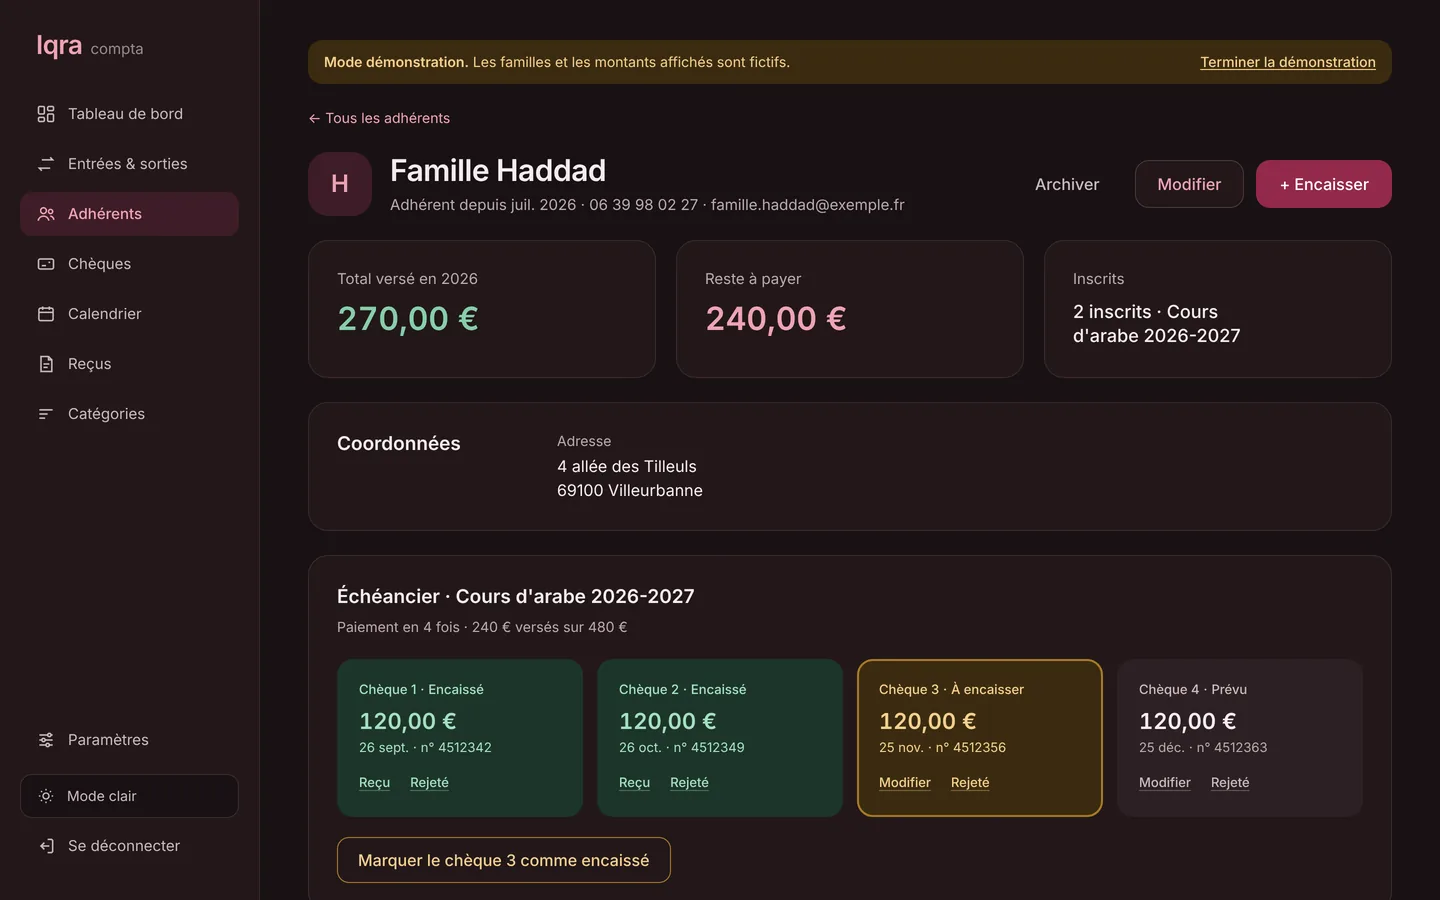 Iqra compta
Tableau de bord
Entrées & sorties
Adhérents
Chèques
Calendrier
Reçus
Catégories
Paramètres
Mode clair
Se déconnecter
Mode démonstration. Les familles et les montants affichés sont fictifs.
Terminer la démonstration
← Tous les adhérents
H
Famille Haddad
Adhérent depuis juil. 2026 · 06 39 98 02 27 · famille.haddad@exemple.fr
Archiver
Modifier
+ Encaisser
Total versé en 2026
270,00 €
Reste à payer
240,00 €
Inscrits
2 inscrits · Cours
d'arabe 2026-2027
Coordonnées
Adresse
4 allée des Tilleuls
69100 Villeurbanne
Échéancier · Cours d'arabe 2026-2027
Paiement en 4 fois · 240 € versés sur 480 €
Chèque 1 · Encaissé
120,00 €
26 sept. · n° 4512342
Reçu Rejeté
Chèque 2 · Encaissé
120,00 €
26 oct. · n° 4512349
Reçu Rejeté
Chèque 3 · À encaisser
120,00 €
25 nov. · n° 4512356
Modifier Rejeté
Chèque 4 · Prévu
120,00 €
25 déc. · n° 4512363
Modifier Rejeté
Marquer le chèque 3 comme encaissé